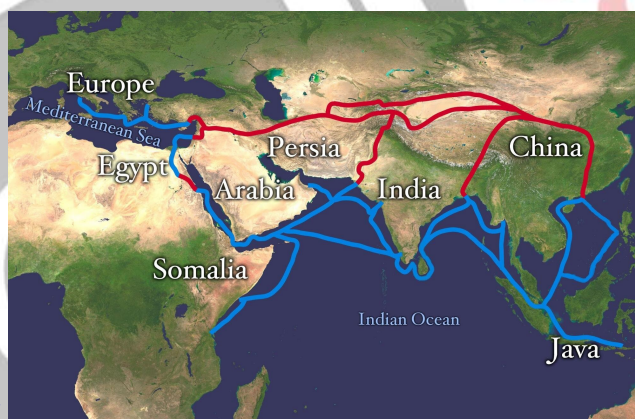 Europe
Mediterranean Sea
Egypt
Persia
Arabia
India
China
Somalia
Indian Ocean
Java